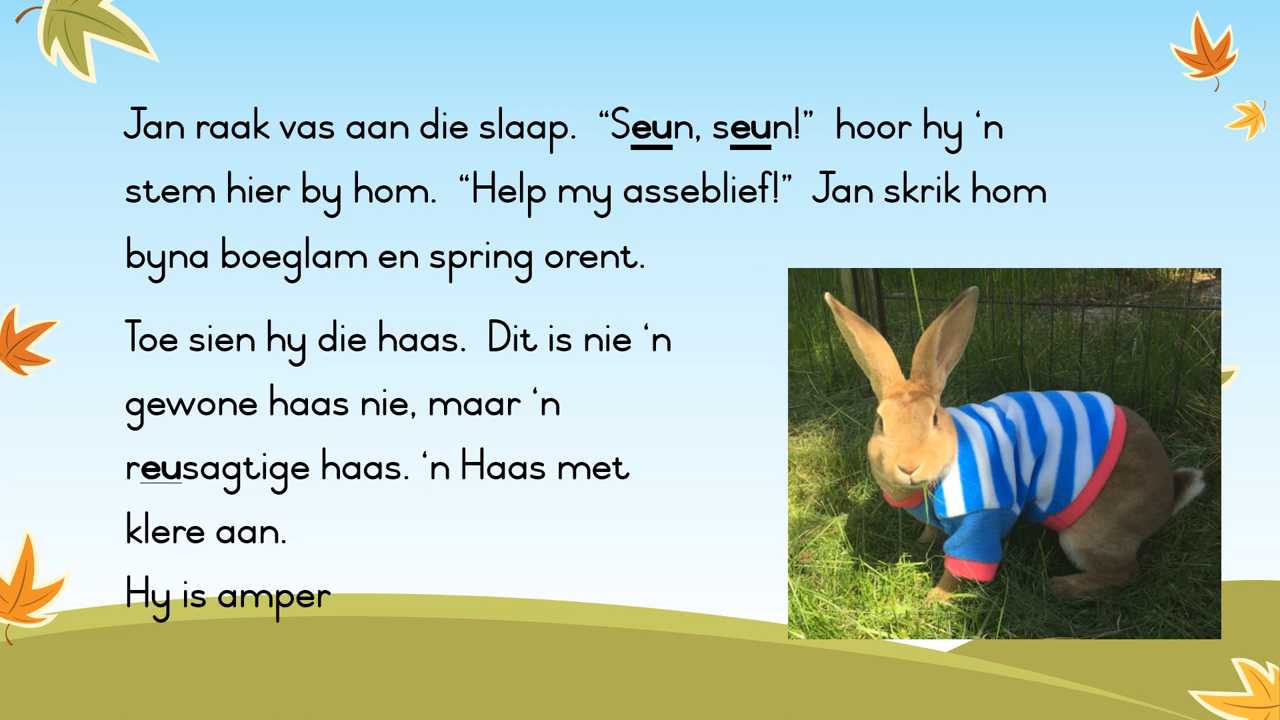 Jan raak vas aan die slaap.  “Seun, seun!”  hoor hy ‘n
stem hier by hom.  “Help my asseblief!”  Jan skrik hom
byna boeglam en spring orent.
Toe sien hy die haas.  Dit is nie ‘n
gewone haas nie, maar ‘n
reusagtige haas. ‘n Haas met
klere aan.
Hy is amper